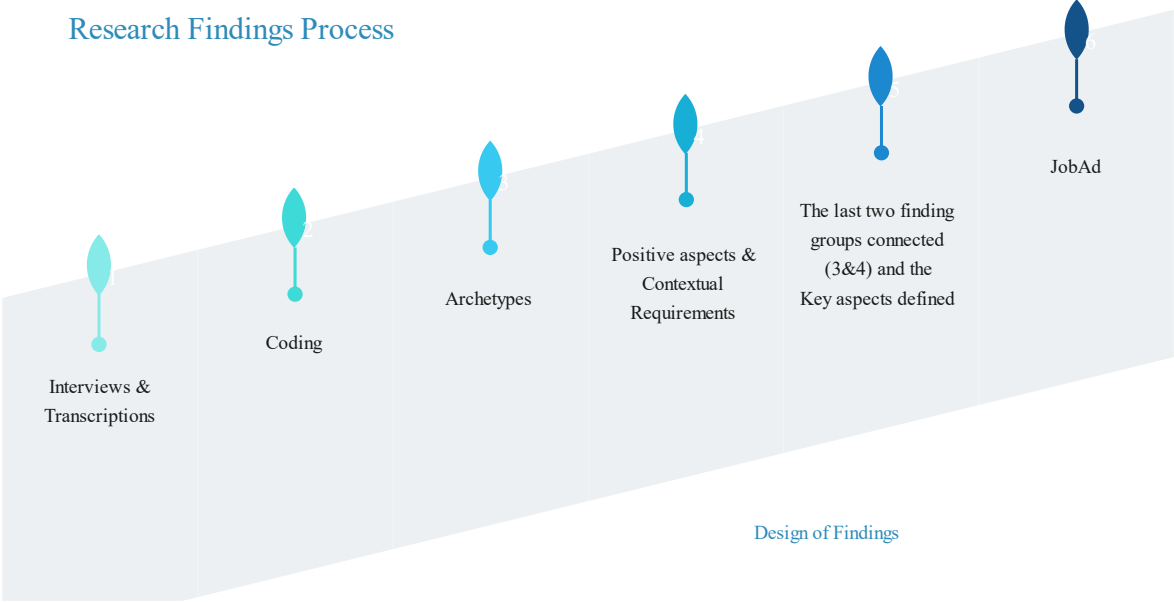 Research Findings Process
1
Interviews &
Transcriptions
2
Coding
3
Archetypes
4
Positive aspects &
Contextual
Requirements
5
The last two finding
groups connected
(3&4) and the
Key aspects defined
6
JobAd
Design of Findings